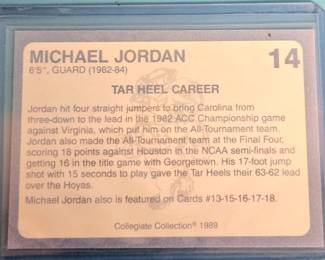 MICHAEL JORDAN
14
6'5", GUARD (1982-84)
TAR HEEL CAREER
Jordan hit four straight jumpers to bring Carolina from
three-down to the lead in the 1982 ACC Championship game
against Virginia, which put him on the All-Tournament team.
Jordan also made the All-Tournament team at the Final Four,
scoring 18 points against Houston in the NCAA semi-finals and
getting 16 in the title game with Georgetown. His 17-foot jump
shot with 15 seconds to play gave the Tar Heels their 63-62 lead
over the Hoyas.
Michael Jordan also is featured on Cards #13-15-16-17-18.
Collegiate Collection® 1989